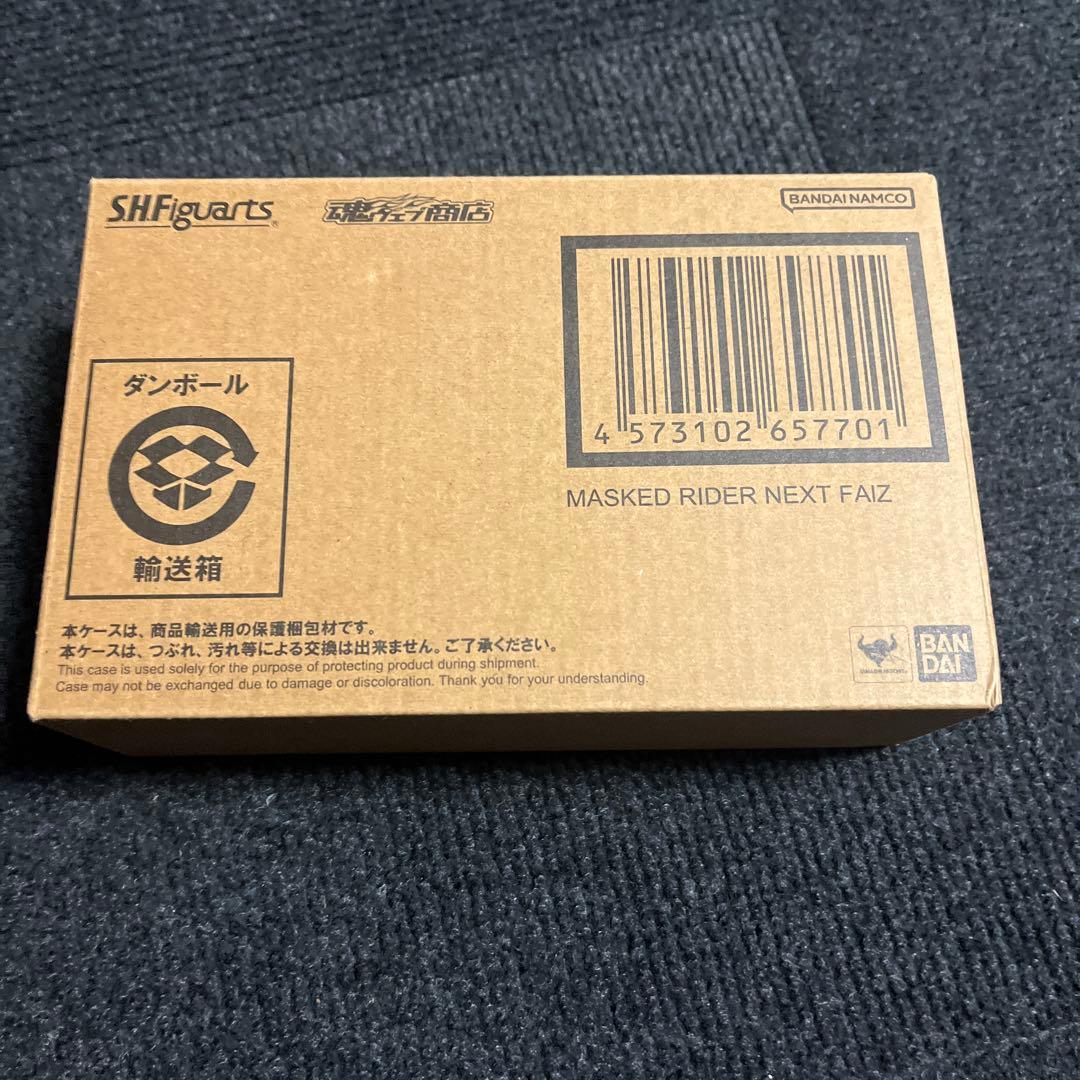 S.H.Figuarts®
魂ウェブ商店
BANDAI NAMCO
4 573102 657701
MASKED RIDER NEXT FAIZ
ダンボール
輸送箱
本ケースは、商品輸送用の保護梱包材です。
本ケースは、つぶれ、汚れ等による交換は出来ません。ご了承ください。
This case is used solely for the purpose of protecting product during shipment.
Case may not be exchanged due to damage or discoloration. Thank you for your understanding.
TAMASHII NATIONS
BAN
DAI